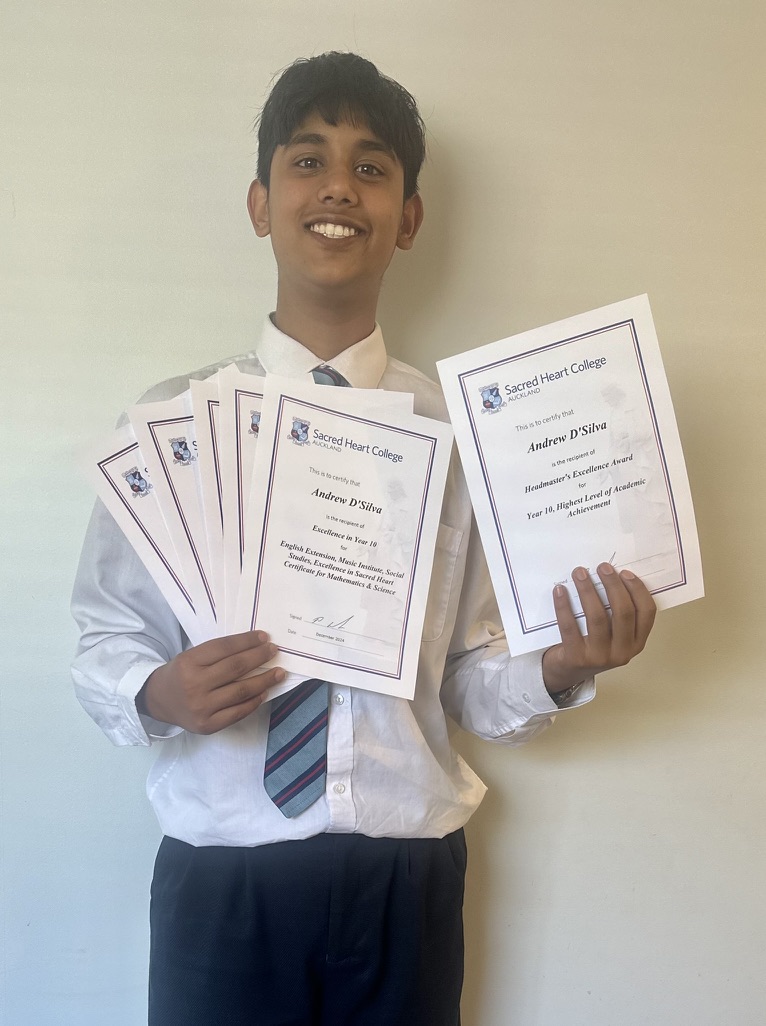 Sacred Heart College
AUCKLAND
This is to certify that
Andrew D'Silva
is the recipient of
Excellence in Year 10
for
English Extension, Music Institute, Social
Studies, Excellence in Sacred Heart
Certificate for Mathematics & Science
Signed
Date
December 2024
Sacred Heart College
AUCKLAND
This is to certify that
Andrew D'Silva
is the recipient of
Headmaster's Excellence Award
for
Year 10, Highest Level of Academic
Achievement
Signed